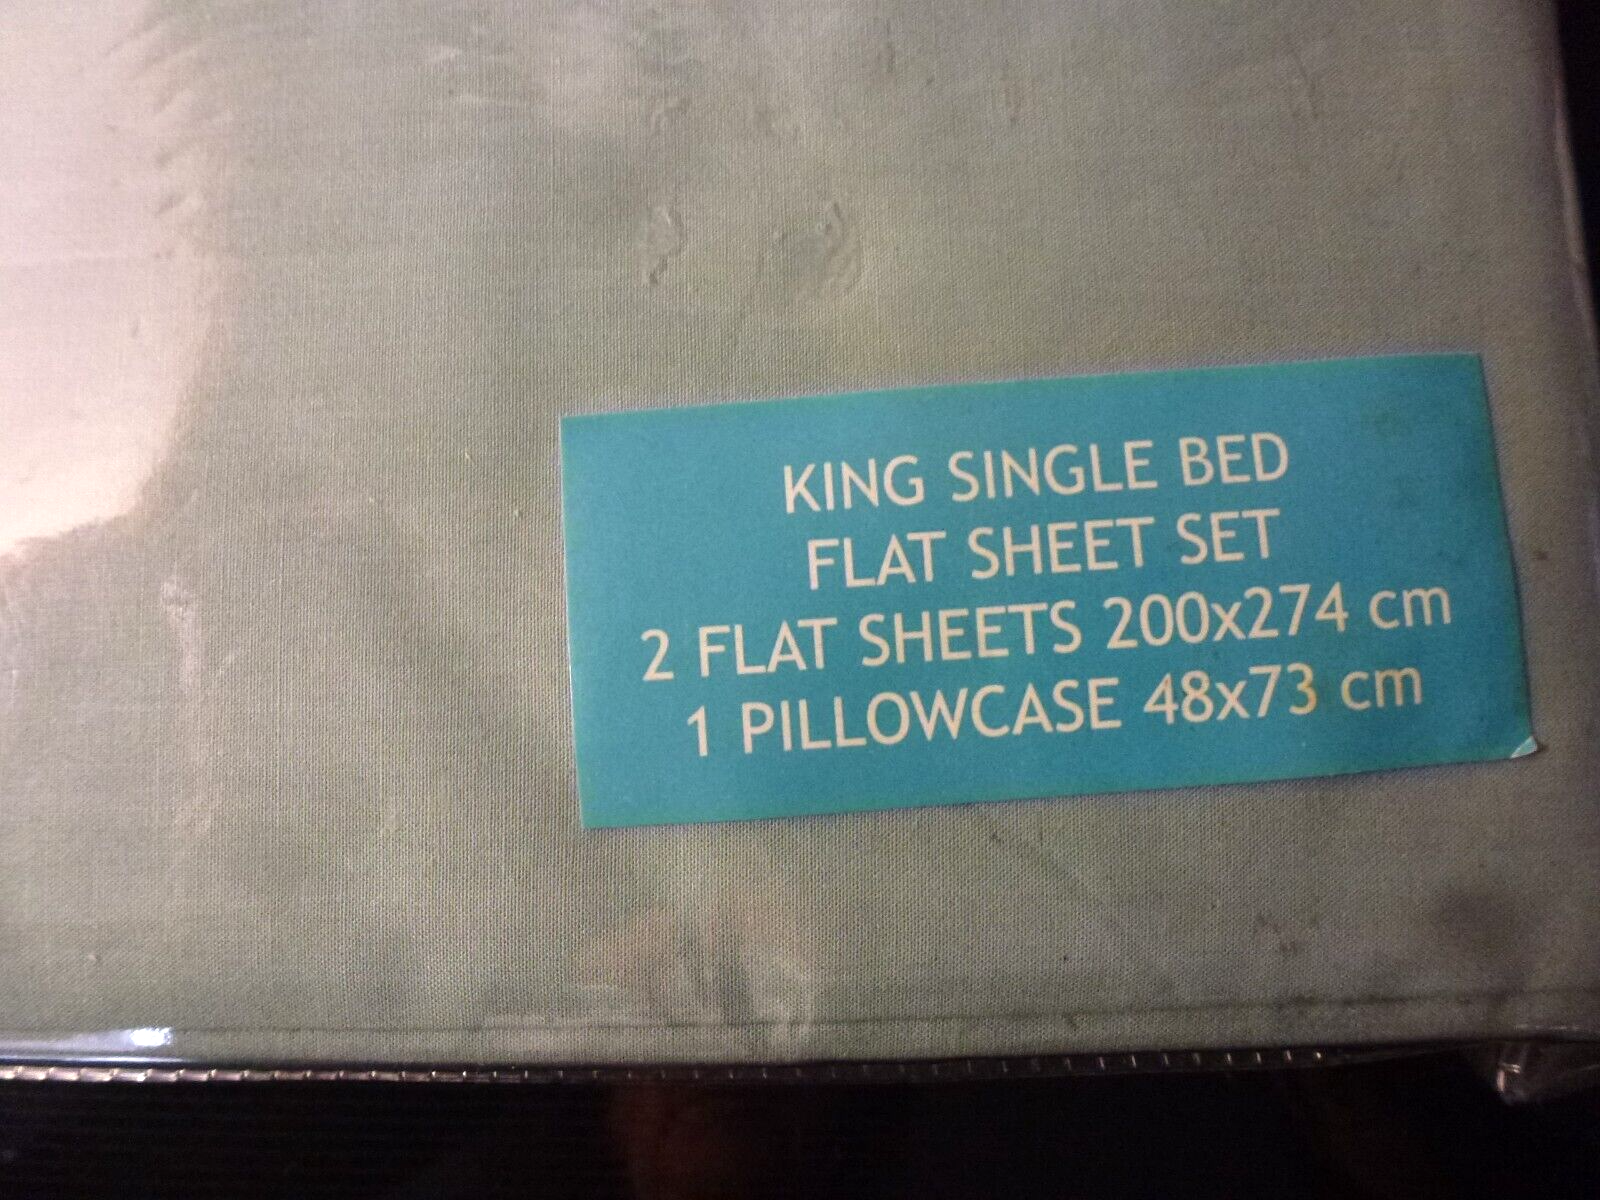 KING SINGLE BED
FLAT SHEET SET
2 FLAT SHEETS 200x274 cm
1 PILLOWCASE 48x73 cm